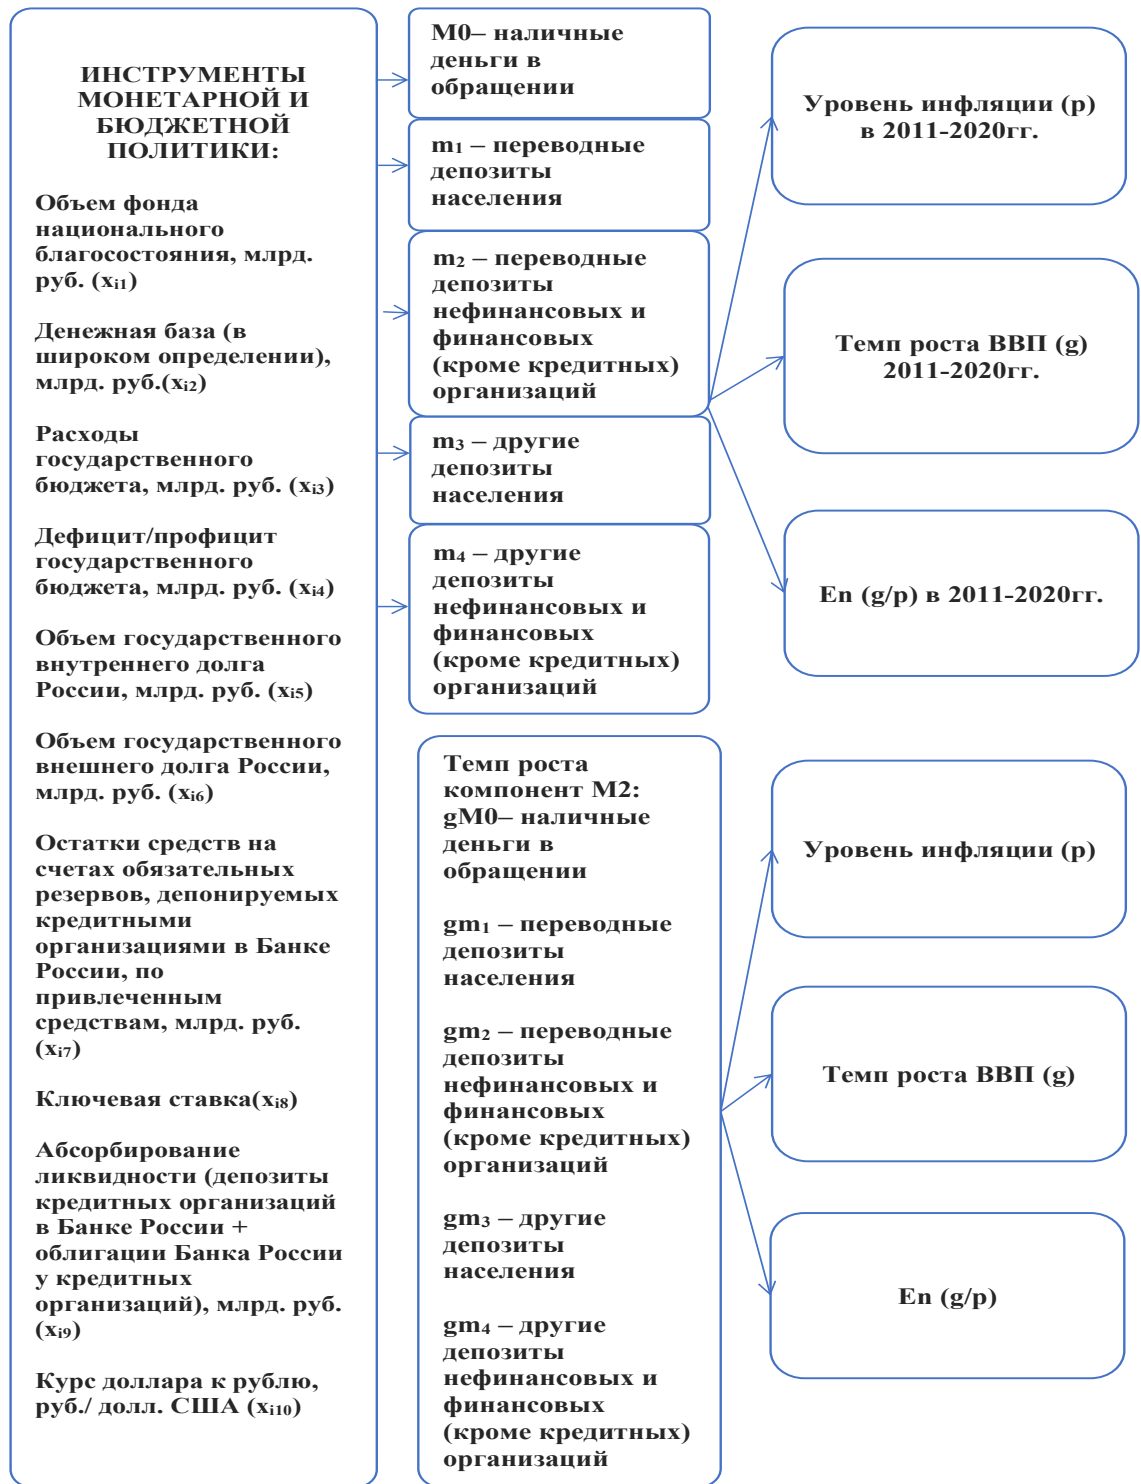 ИНСТРУМЕНТЫ
МОНЕТАРНОЙ И
БЮДЖЕТНОЙ
ПОЛИТИКИ:
Объем фонда
национального
благосостояния, млрд.
руб. (xi1)
Денежная база (в
широком определении),
млрд. руб.(xi2)
Расходы
государственного
бюджета, млрд. руб. (xi3)
Дефицит/профицит
государственного
бюджета, млрд. руб. (xi4)
Объем государственного
внутреннего долга
России, млрд. руб. (xi5)
Объем государственного
внешнего долга России,
млрд. руб. (xi6)
Остатки средств на
счетах обязательных
резервов, депонируемых
кредитными
организациями в Банке
России, по
привлеченным
средствам, млрд. руб.
(xi7)
Ключевая ставка(xi8)
Абсорбирование
ликвидности (депозиты
кредитных организаций
в Банке России +
облигации Банка России
у кредитных
организаций), млрд. руб.
(xi9)
Курс доллара к рублю,
руб./ долл. США (xi10)
М0– наличные
деньги в
обращении
m1 – переводные
депозиты
населения
m2 – переводные
депозиты
нефинансовых и
финансовых
(кроме кредитных)
организаций
m3 – другие
депозиты
населения
m4 – другие
депозиты
нефинансовых и
финансовых
(кроме кредитных)
организаций
Темп роста
компонент М2:
gМ0– наличные
деньги в
обращении
gm1 – переводные
депозиты
населения
gm2 – переводные
депозиты
нефинансовых и
финансовых
(кроме кредитных)
организаций
gm3 – другие
депозиты
населения
gm4 – другие
депозиты
нефинансовых и
финансовых
(кроме кредитных)
организаций
Уровень инфляции (p)
в 2011-2020гг.
Темп роста ВВП (g)
2011-2020гг.
En (g/p) в 2011-2020гг.
Уровень инфляции (p)
Темп роста ВВП (g)
En (g/p)